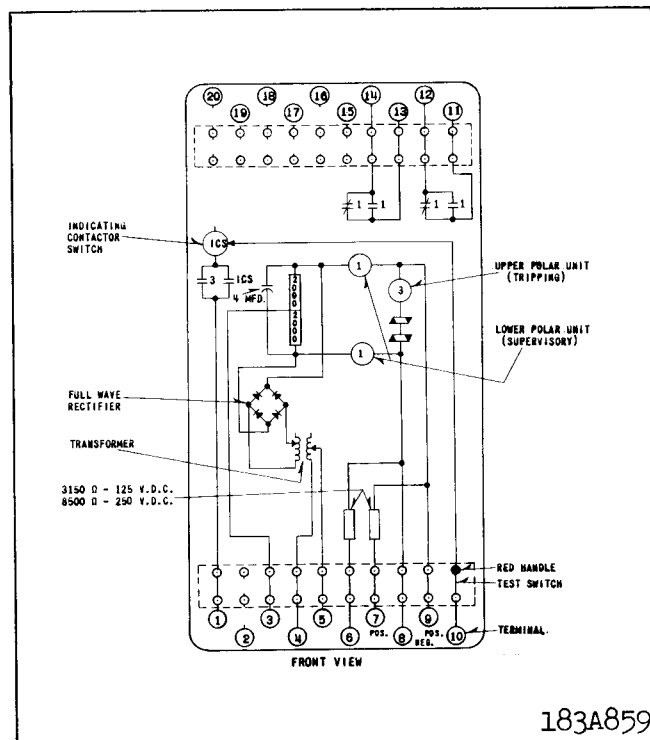 20 18 16 14 12
19 17 15 13 11
1 1 1 1
INDICATING
CONTACTOR
SWITCH
ICS
3 ICS
4 MFD.
2000 2000
1
3
UPPER POLAR UNIT
(TRIPPING)
1
LOWER POLAR UNIT
(SUPERVISORY)
FULL WAVE
RECTIFIER
TRANSFORMER
3150 Ω - 125 V.D.C.
8500 Ω - 250 V.D.C.
RED HANDLE
TEST SWITCH
1 3 5 7 9
2 4 6 POS. 8 NEG. POS. 10
TERMINAL
FRONT VIEW
183A859